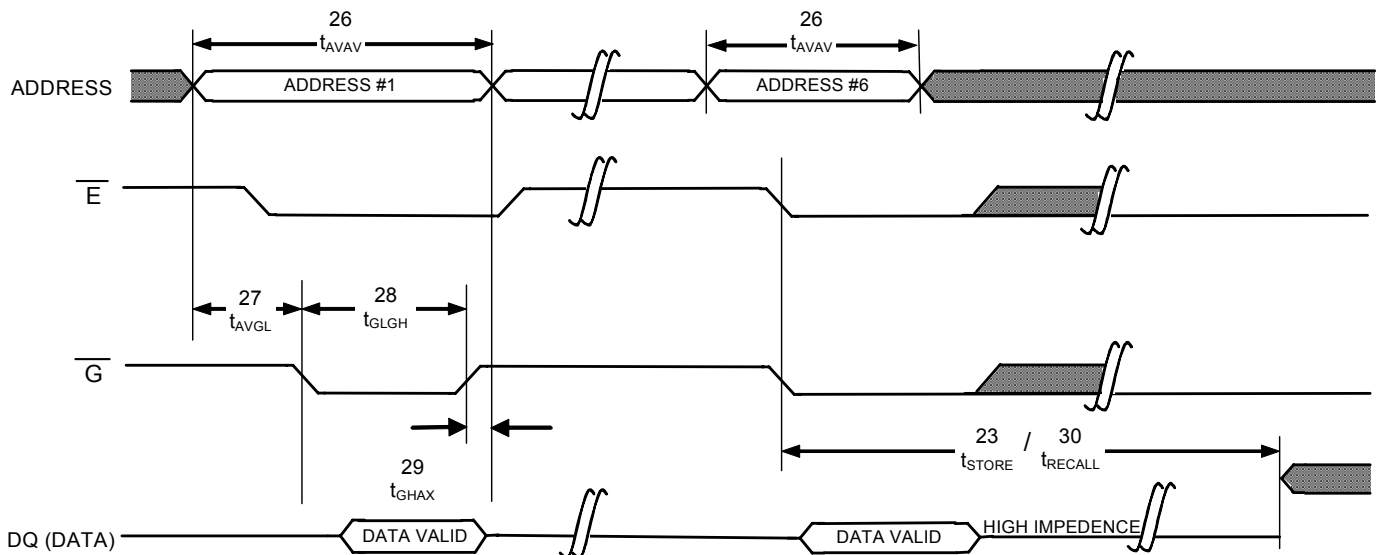 26
tAVAV
26
tAVAV
ADDRESS
ADDRESS #1
ADDRESS #6
E
27
tAVGL
28
tGLGH
G
23 / 30
tSTORE tRECALL
29
tGHAX
DQ (DATA)
DATA VALID
DATA VALID
HIGH IMPEDENCE